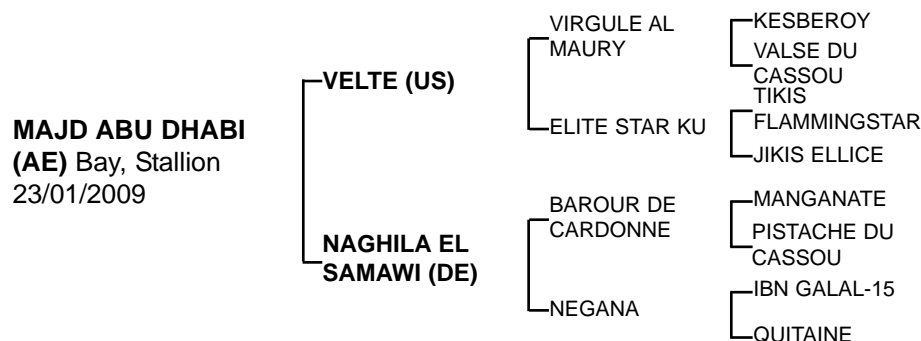 MAJD ABU DHABI
(AE) Bay, Stallion
23/01/2009
VELTE (US)
NAGHILA EL
SAMAWI (DE)
VIRGULE AL
MAURY
ELITE STAR KU
BAROUR DE
CARDONNE
NEGANA
KESBEROY
VALSE DU
CASSOU
TIKIS
FLAMMINGSTAR
JIKIS ELLICE
MANGANATE
PISTACHE DU
CASSOU
IBN GALAL-15
QUITAINE